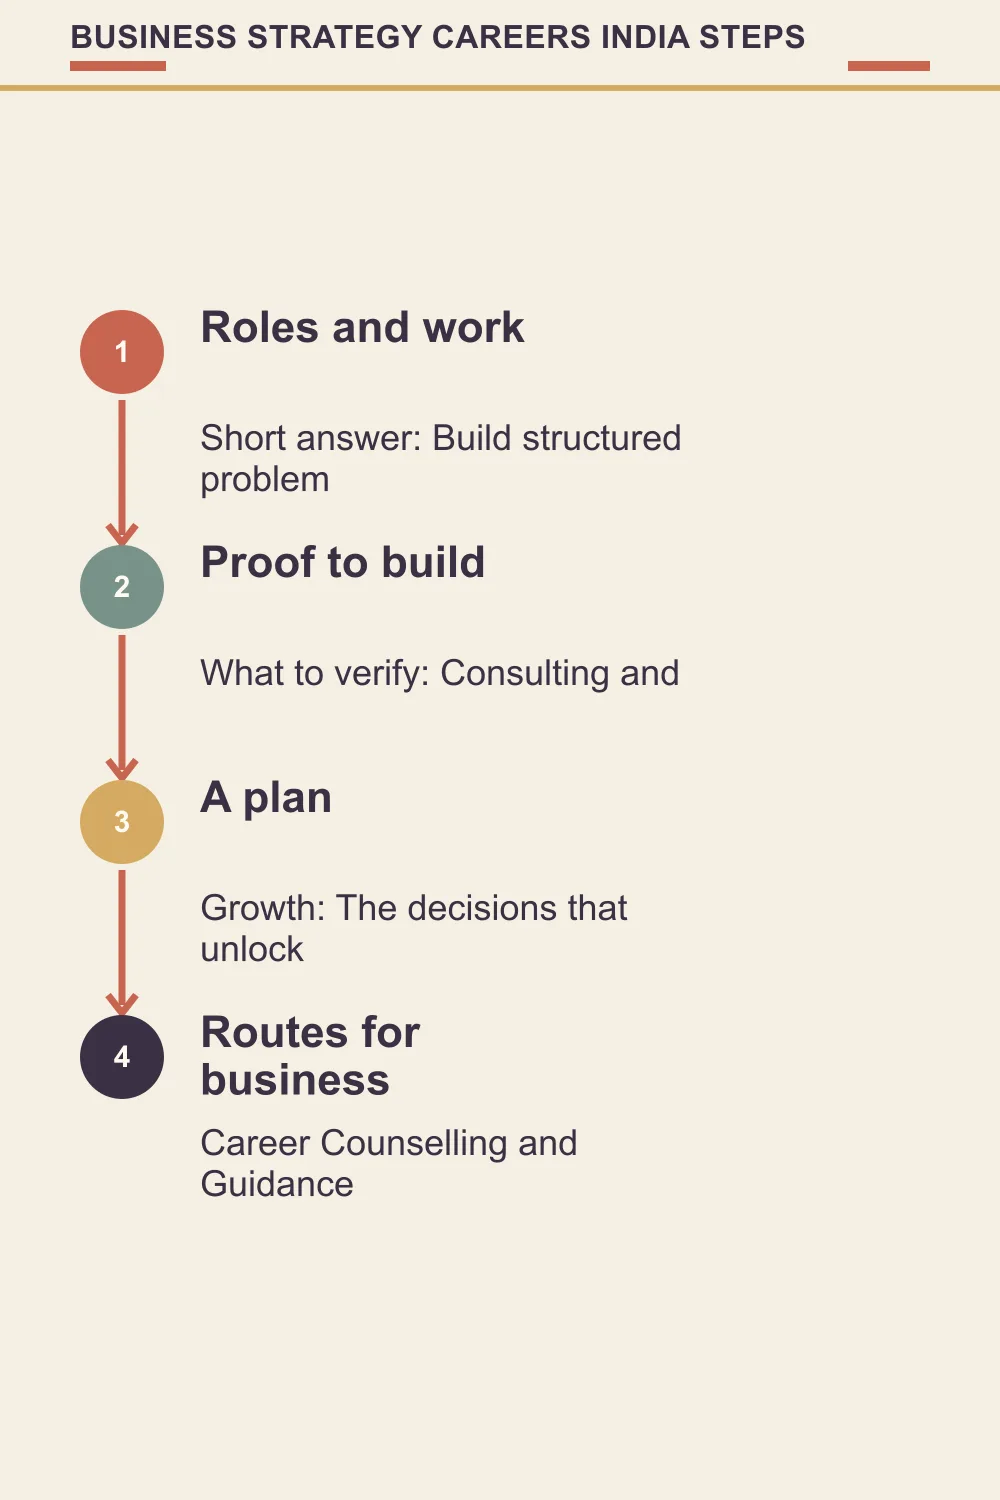 BUSINESS STRATEGY CAREERS INDIA STEPS
1
Roles and work
Short answer: Build structured
problem
2
Proof to build
What to verify: Consulting and
3
A plan
Growth: The decisions that
unlock
4
Routes for
business
Career Counselling and
Guidance